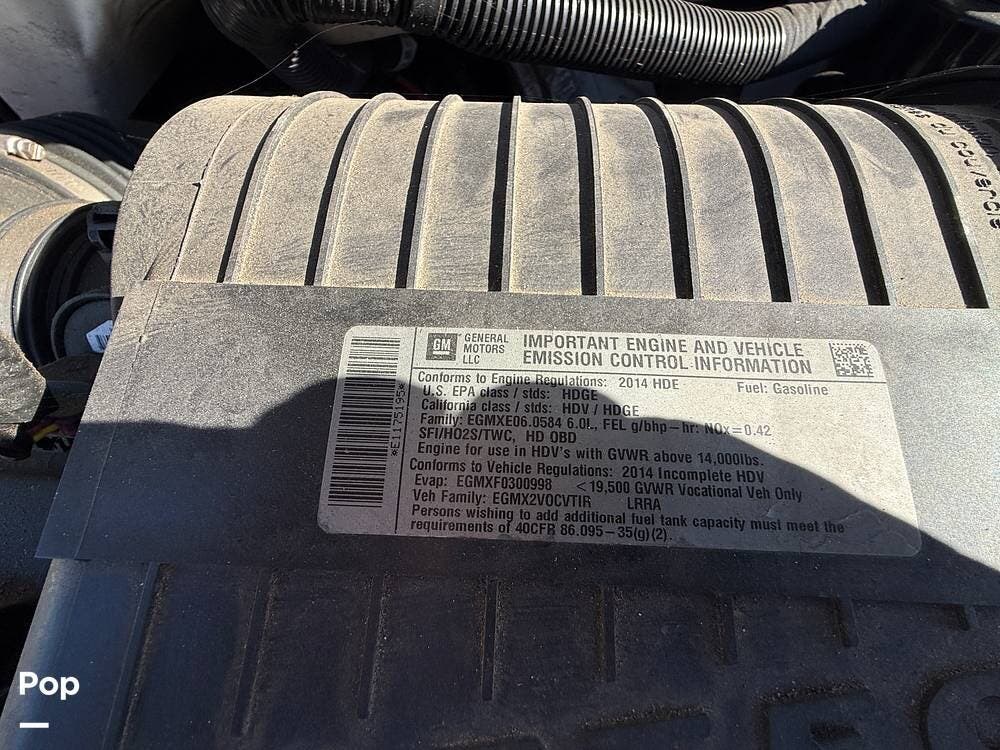 GM
GENERAL
MOTORS
LLC
IMPORTANT ENGINE AND VEHICLE
EMISSION CONTROL INFORMATION
Conforms to Engine Regulations: 2014 HDE Fuel: Gasoline
U.S. EPA class / stds: HDGE
California class / stds: HDV / HDGE
Family: EGMXE06.0584 6.0L, FEL g/bhp-hr: NOx=0.42
SFI/HO2S/TWC, HD OBD
Engine for use in HDV's with GVWR above 14,000lbs.
Conforms to Vehicle Regulations: 2014 Incomplete HDV
Evap: EGMXF0300998 <19,500 GVWR Vocational Veh Only
Veh Family: EGMX2VOCVTIR LRRA
Persons wishing to add additional fuel tank capacity must meet the
requirements of 40CFR 86.095-35(g)(2).
*E1175195*
Pop